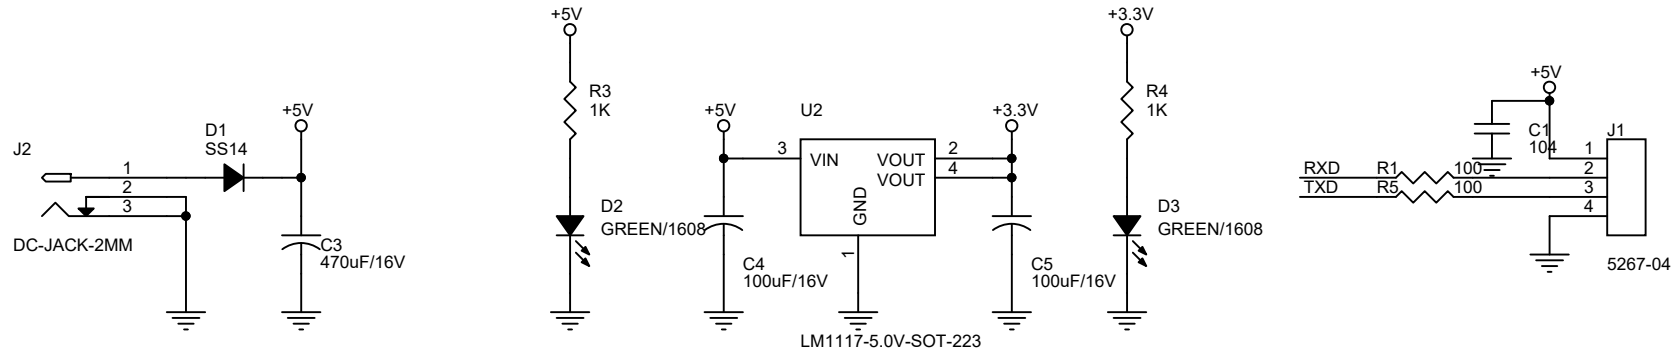 J2
1
2
3
DC-JACK-2MM
D1
SS14
+5V
C3
470uF/16V
+5V
R3
1K
D2
GREEN/1608
+5V
C4
100uF/16V
U2
3
VIN
VOUT
2
VOUT
4
GND
1
LM1117-5.0V-SOT-223
+3.3V
C5
100uF/16V
+3.3V
R4
1K
D3
GREEN/1608
+5V
C1
104
J1
RXD
R1
100
TXD
R5
100
1
2
3
4
5267-04